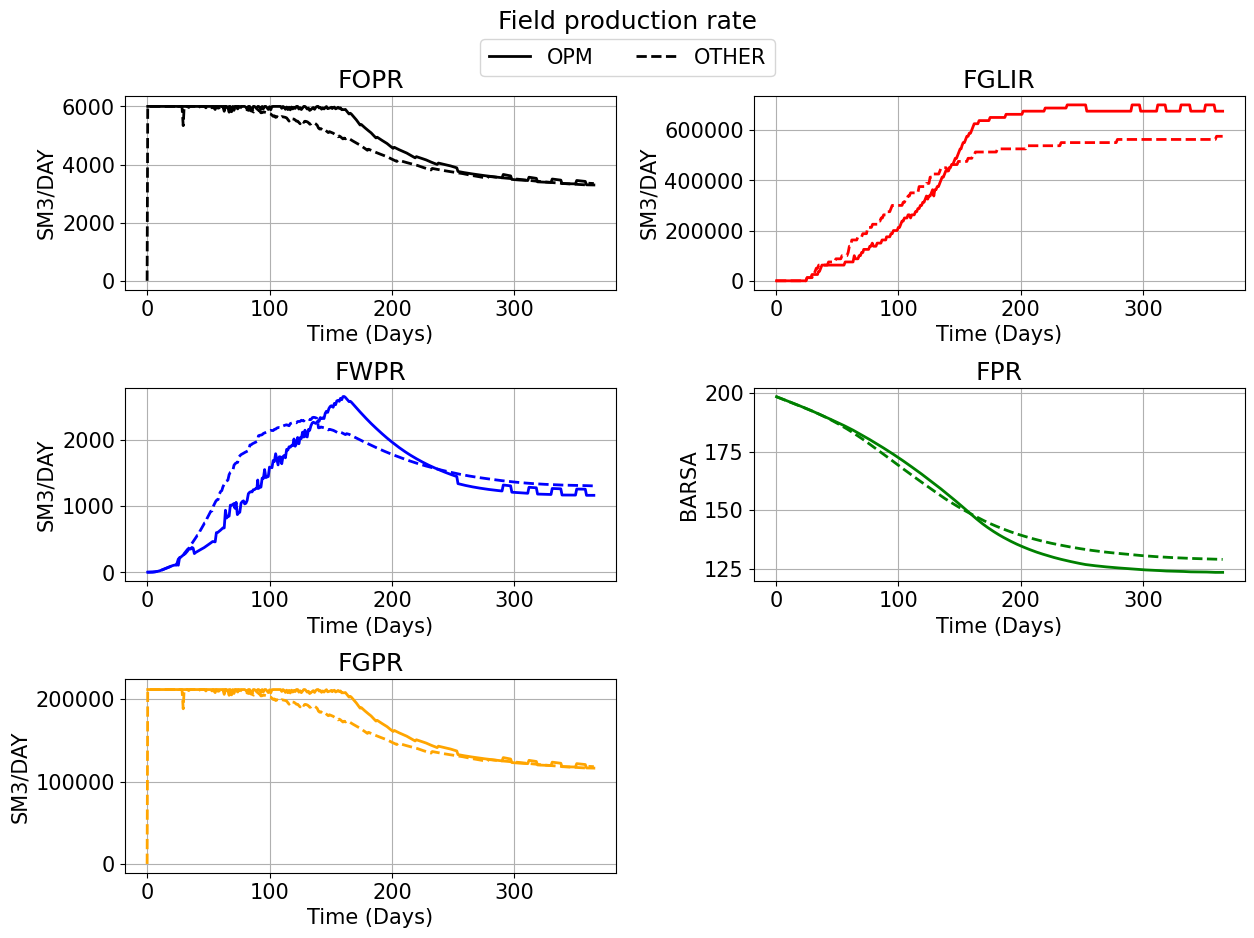 Field production rate
OPM OTHER
FOPR
6000
4000
2000
0
SM3/DAY
0 100 200 300
Time (Days)
FGLIR
600000
400000
200000
0
SM3/DAY
0 100 200 300
Time (Days)
FWPR
2000
1000
0
SM3/DAY
0 100 200 300
Time (Days)
FPR
200
175
150
125
BARSA
0 100 200 300
Time (Days)
FGPR
200000
100000
0
SM3/DAY
0 100 200 300
Time (Days)